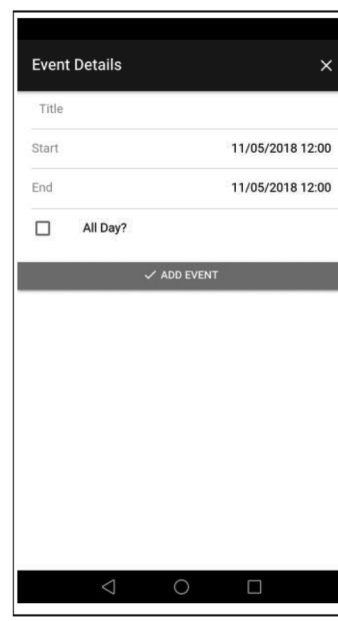 Event Details
Title
Start 11/05/2018 12:00
End 11/05/2018 12:00
All Day?
ADD EVENT